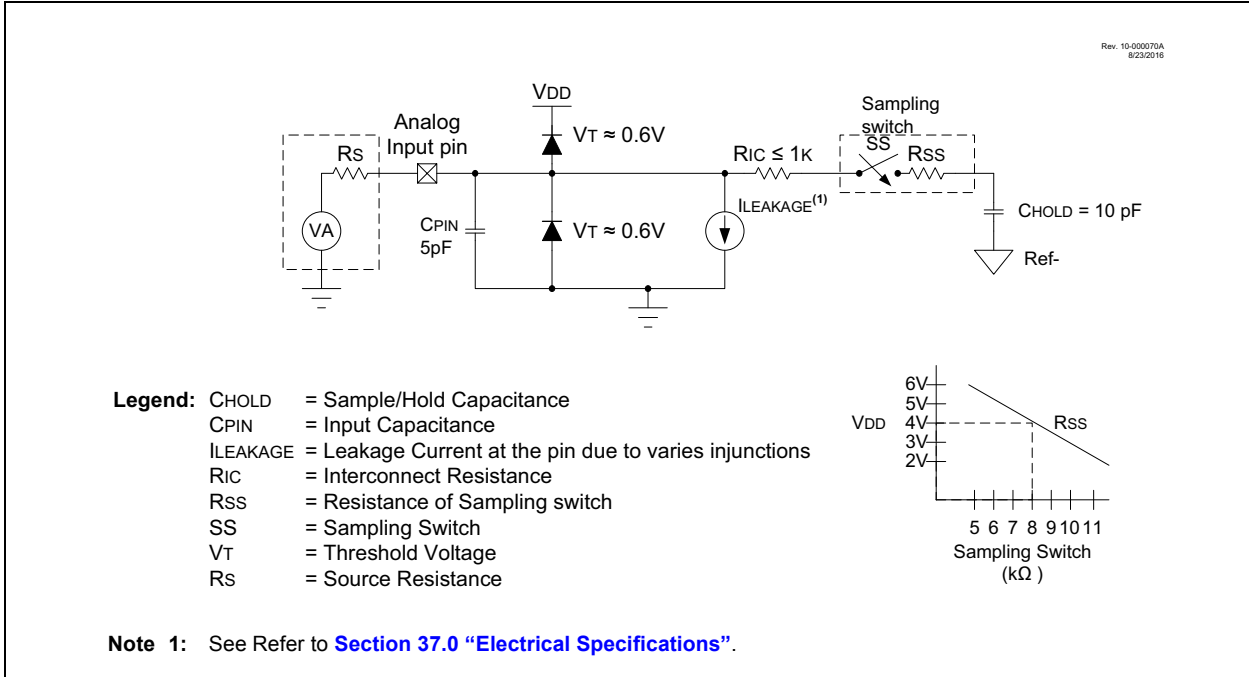 Rev. 10-000070A
8/23/2016
VDD
Sampling
switch
Analog
Input pin
VT ≈ 0.6V
SS
RS
RIC ≤ 1K
RSS
ILEAKAGE(1)
CHOLD = 10 pF
VA
CPIN
5pF
VT ≈ 0.6V
Ref-
Legend: CHOLD = Sample/Hold Capacitance
CPIN = Input Capacitance
ILEAKAGE = Leakage Current at the pin due to varies injunctions
RIC = Interconnect Resistance
RSS = Resistance of Sampling switch
SS = Sampling Switch
VT = Threshold Voltage
RS = Source Resistance
6V
5V
VDD 4V RSS
3V
2V
5 6 7 8 9 10 11
Sampling Switch
(kΩ )
Note 1: See Refer to Section 37.0 “Electrical Specifications”.